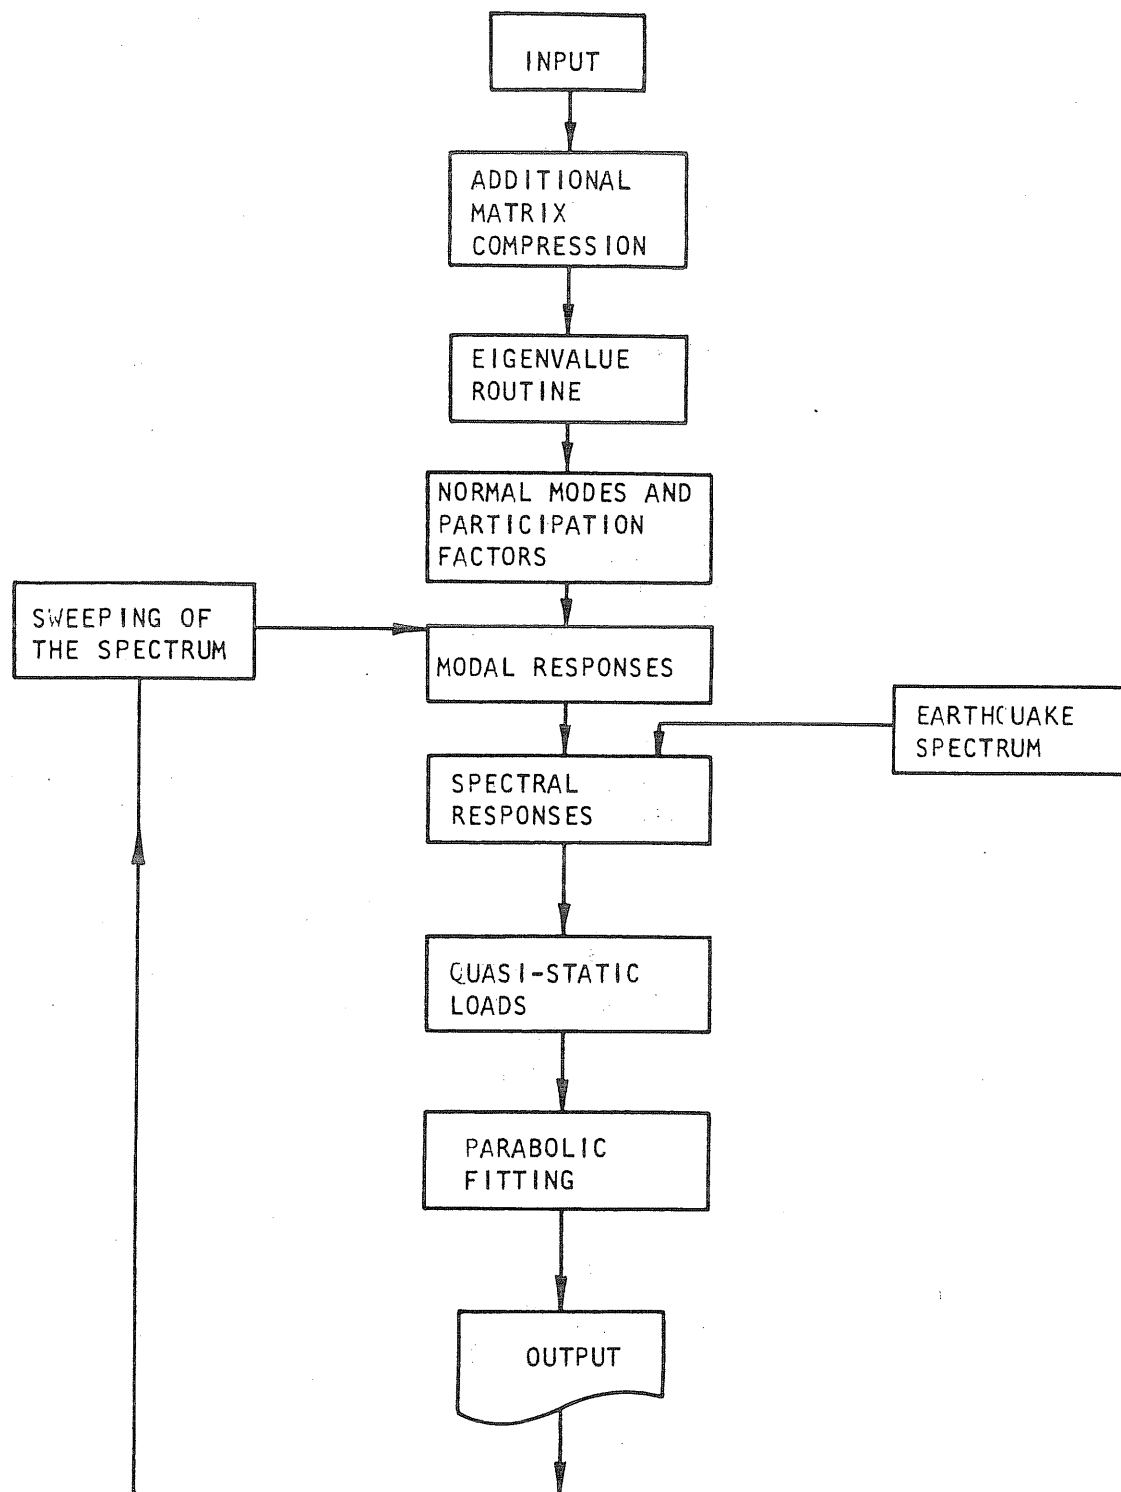 INPUT
ADDITIONAL
MATRIX
COMPRESSION
EIGENVALUE
ROUTINE
NORMAL MODES AND
PARTICIPATION
FACTORS
SWEEPING OF
THE SPECTRUM
MODAL RESPONSES
EARTHCUAKE
SPECTRUM
SPECTRAL
RESPONSES
QUASI-STATIC
LOADS
PARABOLIC
FITTING
OUTPUT